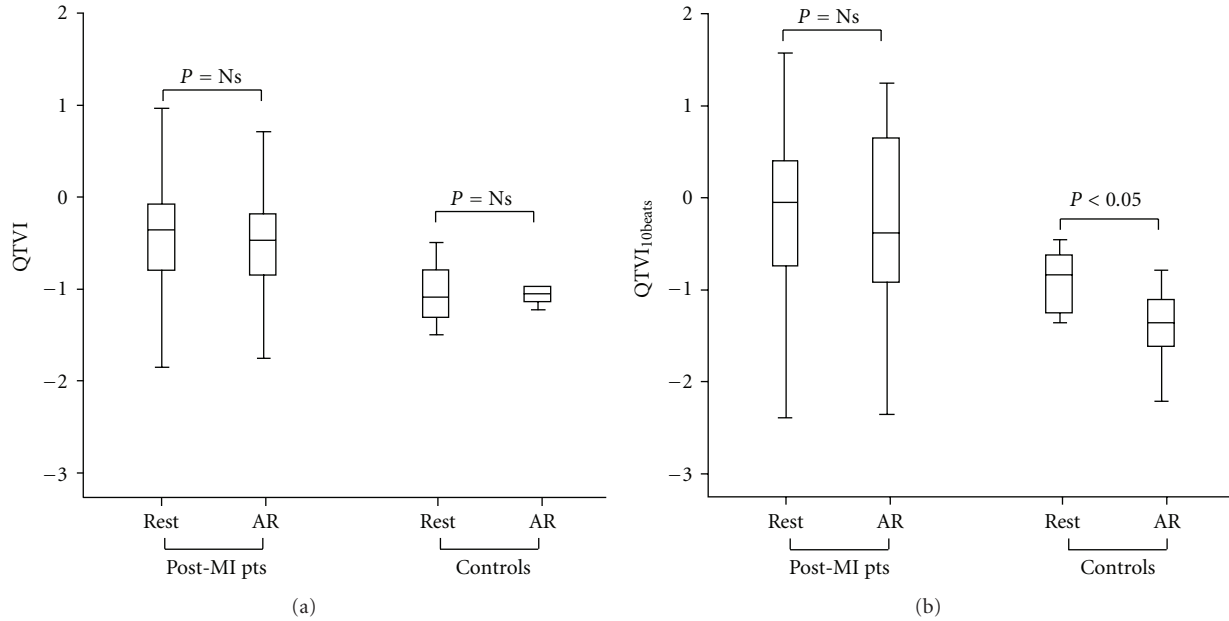 2
1
0
−1
−2
−3
QTVI
P = Ns
P = Ns
Rest AR Rest AR
Post-MI pts Controls
(a)
2
1
0
−1
−2
−3
QTVI10beats
P = Ns
P < 0.05
Rest AR Rest AR
Post-MI pts Controls
(b)